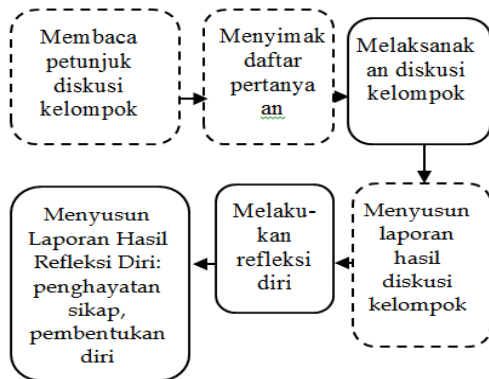 Membaca
petunjuk
diskusi
kelompok
Menyimak
daftar
pertanya
an
Melaksanak
an diskusi
kelompok
Menyusun
laporan
hasil
diskusi
kelompok
Melaku-
kan
refleksi
diri
Menyusun
Laporan Hasil
Refleksi Diri:
penghayatan
sikap,
pembentukan
diri